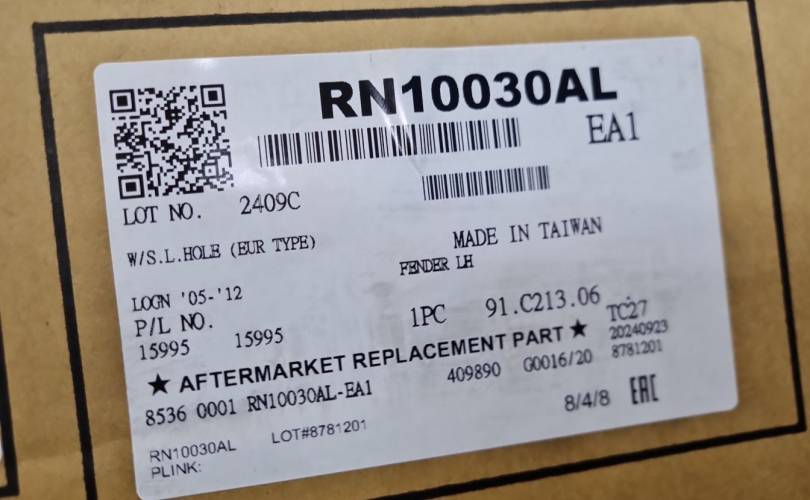 RN10030AL
EA1
LOT NO. 2409C
W/S.L.HOLE (EUR TYPE)
MADE IN TAIWAN
FENDER LH
LOGN '05-'12
P/L NO.
1PC 91.C213.06 TC27
15995 15995
20240923
★ AFTERMARKET REPLACEMENT PART ★
8781201
8536 0001 RN10030AL-EA1 409890 G0016/20
8/4/8 EAC
RN10030AL LOT#8781201
PLINK: